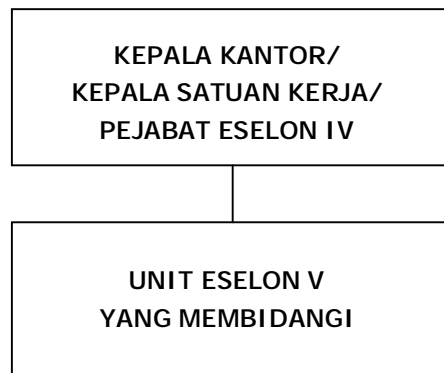 KEPALA KANTOR/
KEPALA SATUAN KERJA/
PEJABAT ESELON IV
UNIT ESELON V
YANG MEMBIDANGI